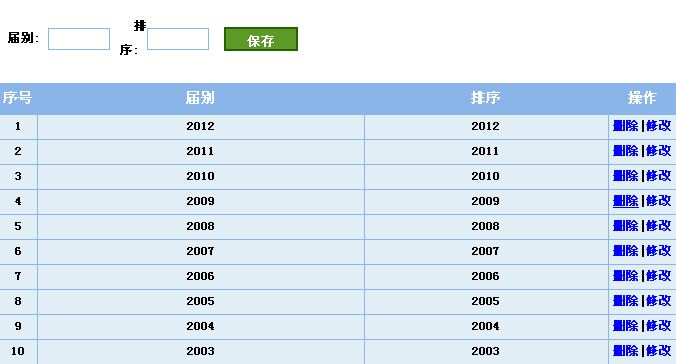 届别: 排序: 保存
序号 届别 排序 操作
1 2012 2012 删除|修改
2 2011 2011 删除|修改
3 2010 2010 删除|修改
4 2009 2009 删除|修改
5 2008 2008 删除|修改
6 2007 2007 删除|修改
7 2006 2006 删除|修改
8 2005 2005 删除|修改
9 2004 2004 删除|修改
10 2003 2003 删除|修改